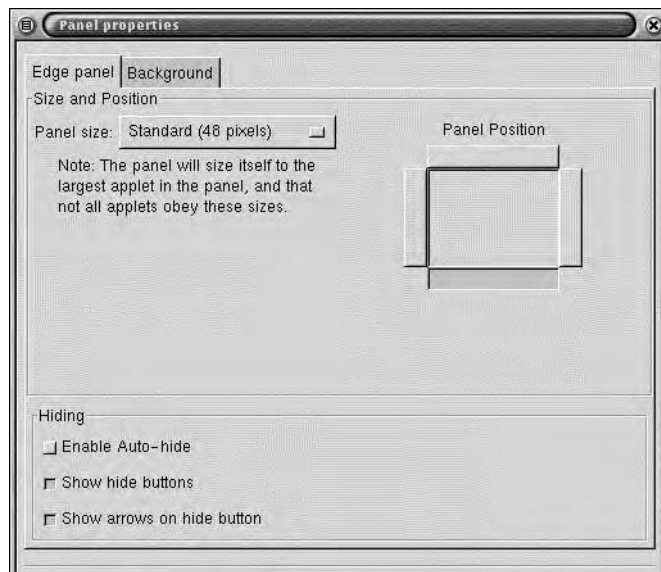 Panel properties
Edge panel
Background
Size and Position
Panel size:
Standard (48 pixels)
Panel Position
Note: The panel will size itself to the
largest applet in the panel, and that
not all applets obey these sizes.
Hiding
Enable Auto-hide
Show hide buttons
Show arrows on hide button